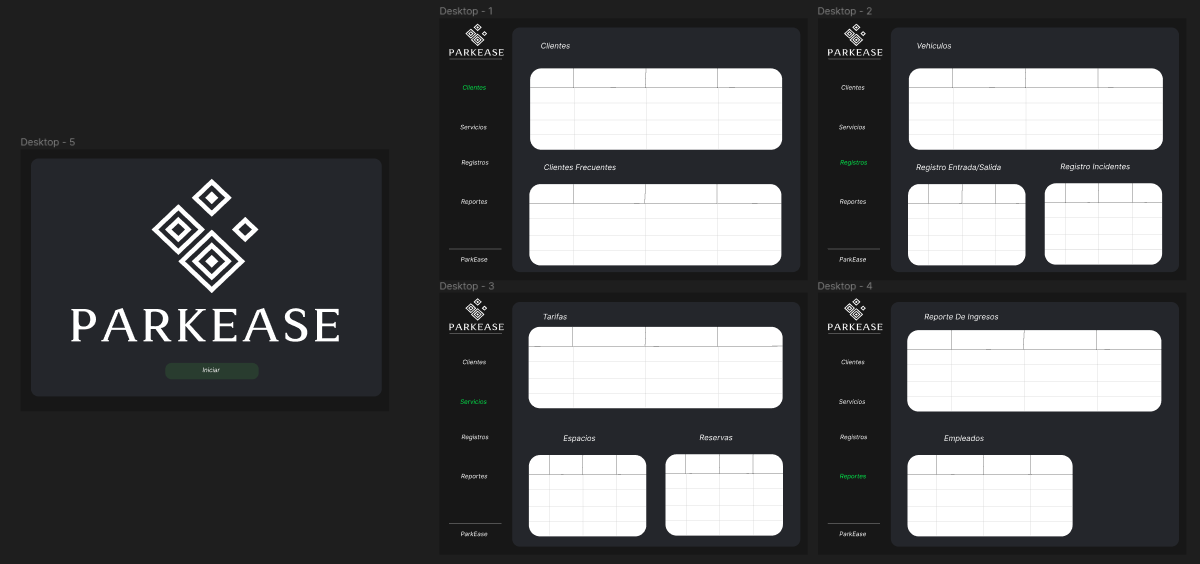 Desktop - 5
PARKEASE
Iniciar
Desktop - 1
PARKEASE
Clientes
Servicios
Registros
Reportes
ParkEase
Clientes
Clientes Frecuentes
Desktop - 2
PARKEASE
Clientes
Servicios
Registros
Reportes
ParkEase
Vehiculos
Registro Entrada/Salida
Registro Incidentes
Desktop - 3
PARKEASE
Clientes
Servicios
Registros
Reportes
ParkEase
Tarifas
Espacios
Reservas
Desktop - 4
PARKEASE
Clientes
Servicios
Registros
Reportes
ParkEase
Reporte De Ingresos
Empleados